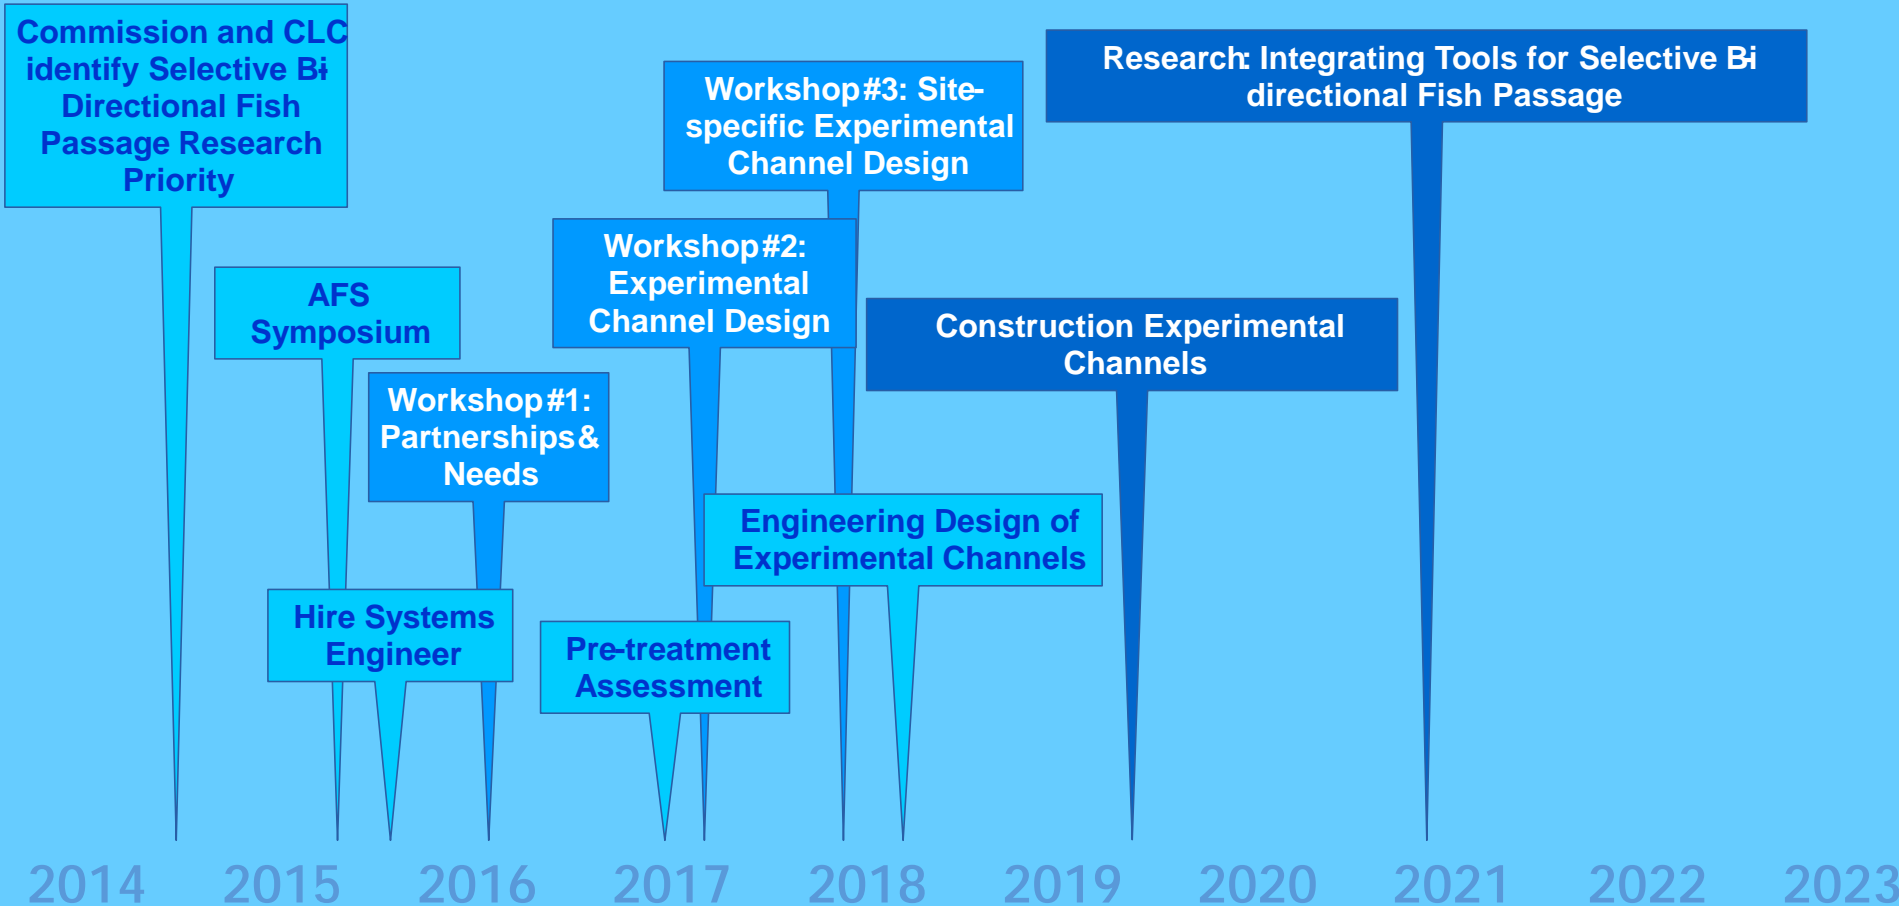 Commission and CLC
identify Selective Bi-
Directional Fish
Passage Research
Priority
AFS
Symposium
Hire Systems
Engineer
Workshop #1:
Partnerships &
Needs
Workshop #2:
Experimental
Channel Design
Pre-treatment
Assessment
Workshop #3: Site-
specific Experimental
Channel Design
Engineering Design of
Experimental Channels
Construction Experimental
Channels
Research: Integrating Tools for Selective Bi-
directional Fish Passage
2014 2015 2016 2017 2018 2019 2020 2021 2022 2023